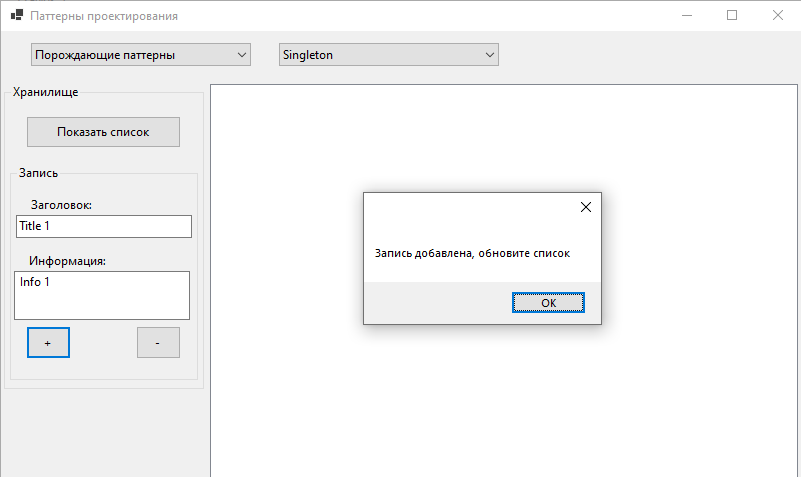 Паттерны проектирования
Порождающие паттерны
Singleton
Хранилище
Показать список
Запись
Заголовок:
Title 1
Информация:
Info 1
+
-
Запись добавлена, обновите список
OK